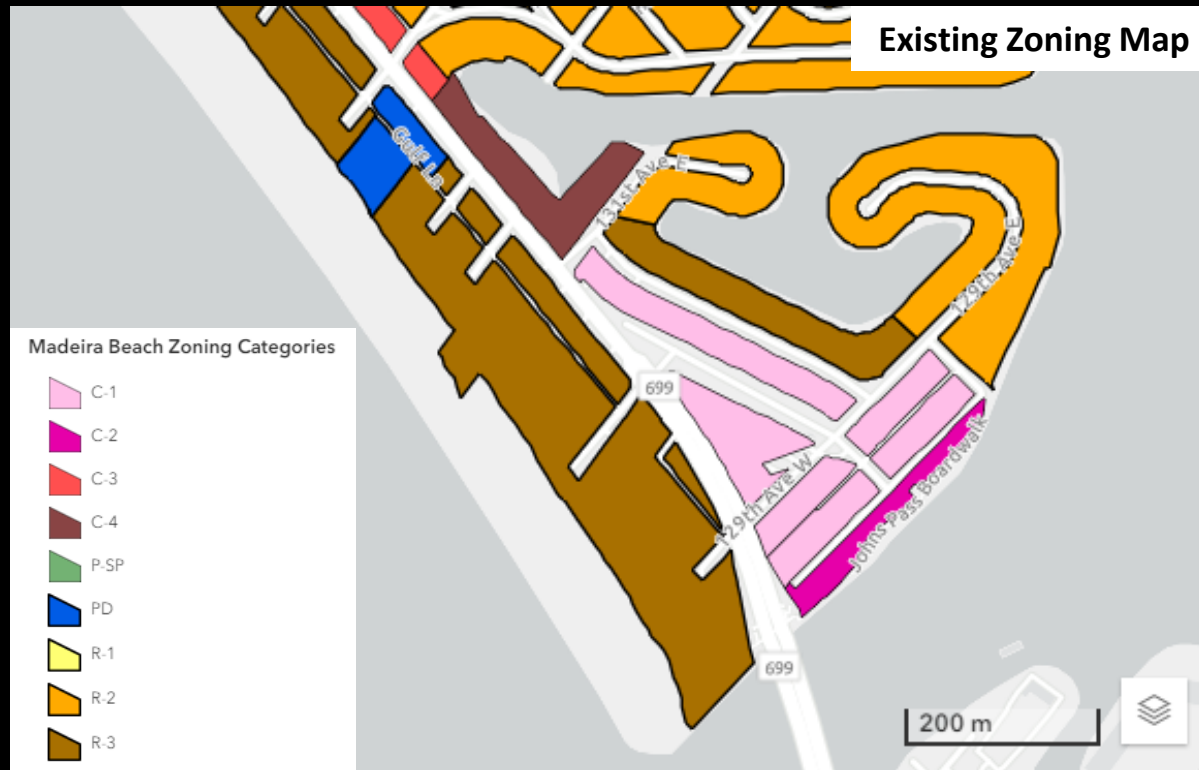 Existing Zoning Map
Gulf Ln
131st Ave E
129th Ave E
699
129th Ave W
Johns Pass Boardwalk
699
Madeira Beach Zoning Categories
C-1
C-2
C-3
C-4
P-SP
PD
R-1
R-2
R-3
200 m